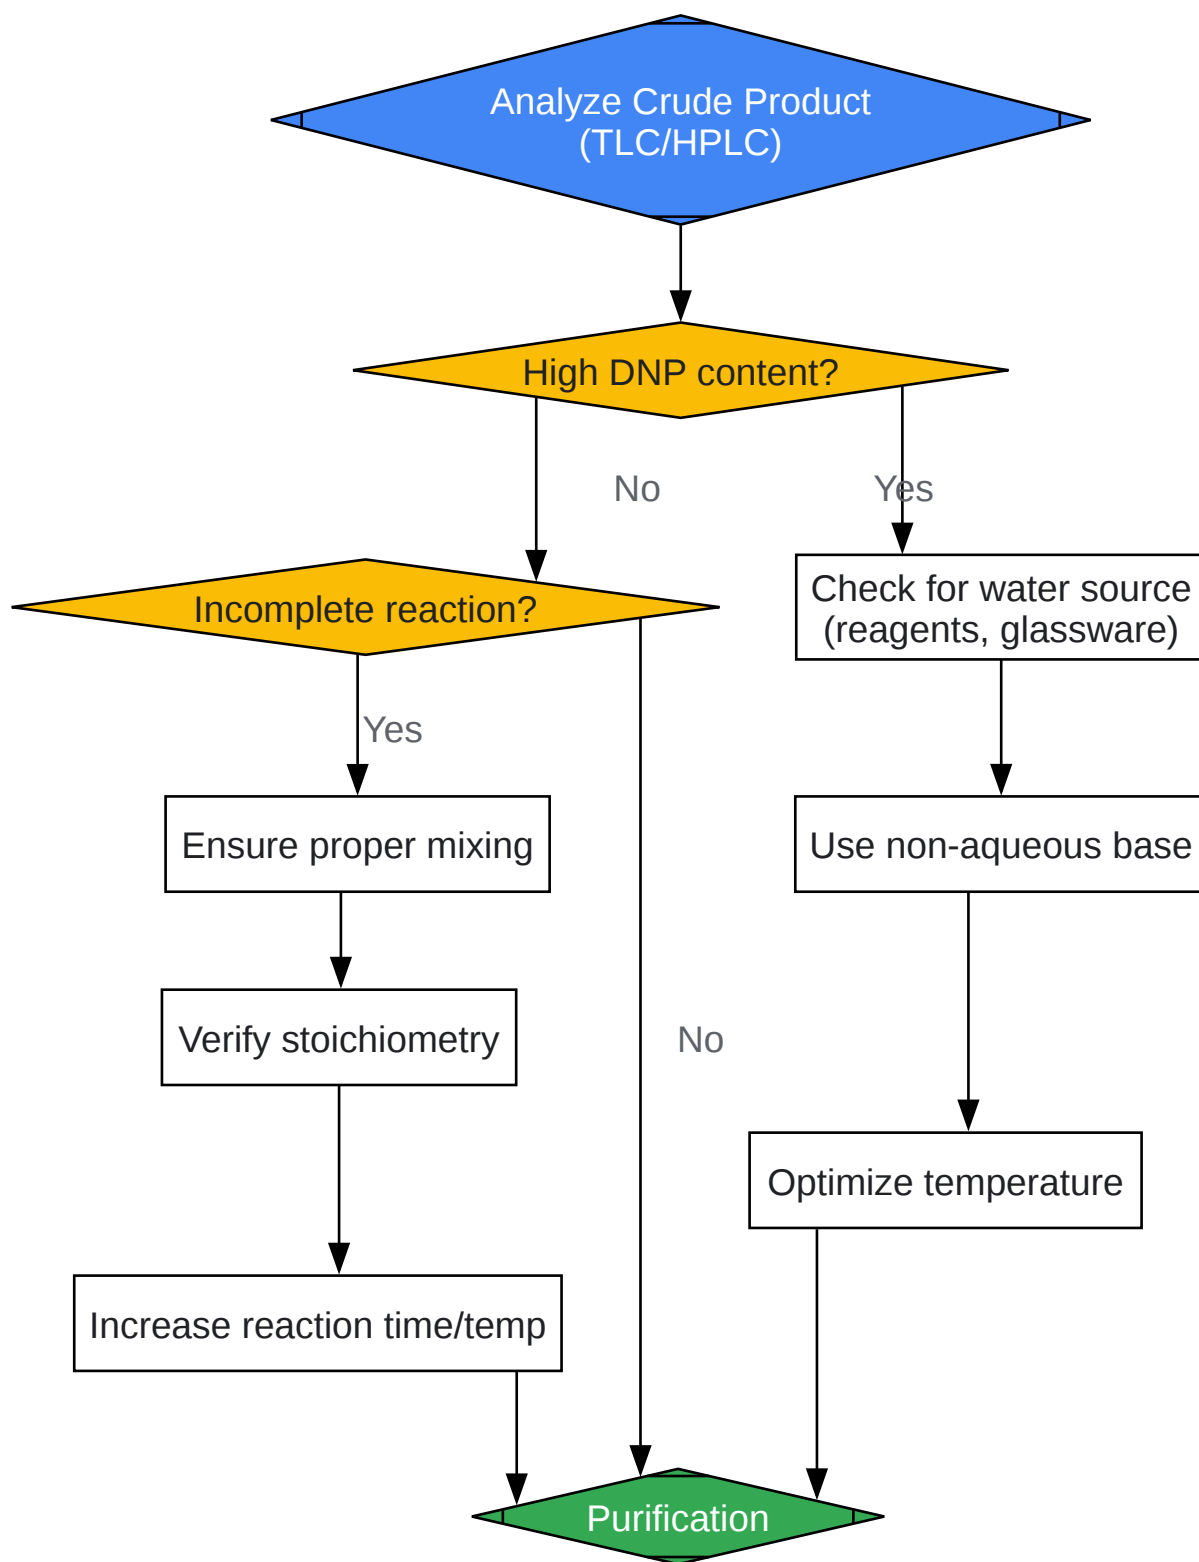 Analyze Crude Product
(TLC/HPLC)
High DNP content?
No
Yes
Incomplete reaction?
Check for water source
(reagents, glassware)
Yes
Ensure proper mixing
Use non-aqueous base
Verify stoichiometry
No
Optimize temperature
Increase reaction time/temp
Purification